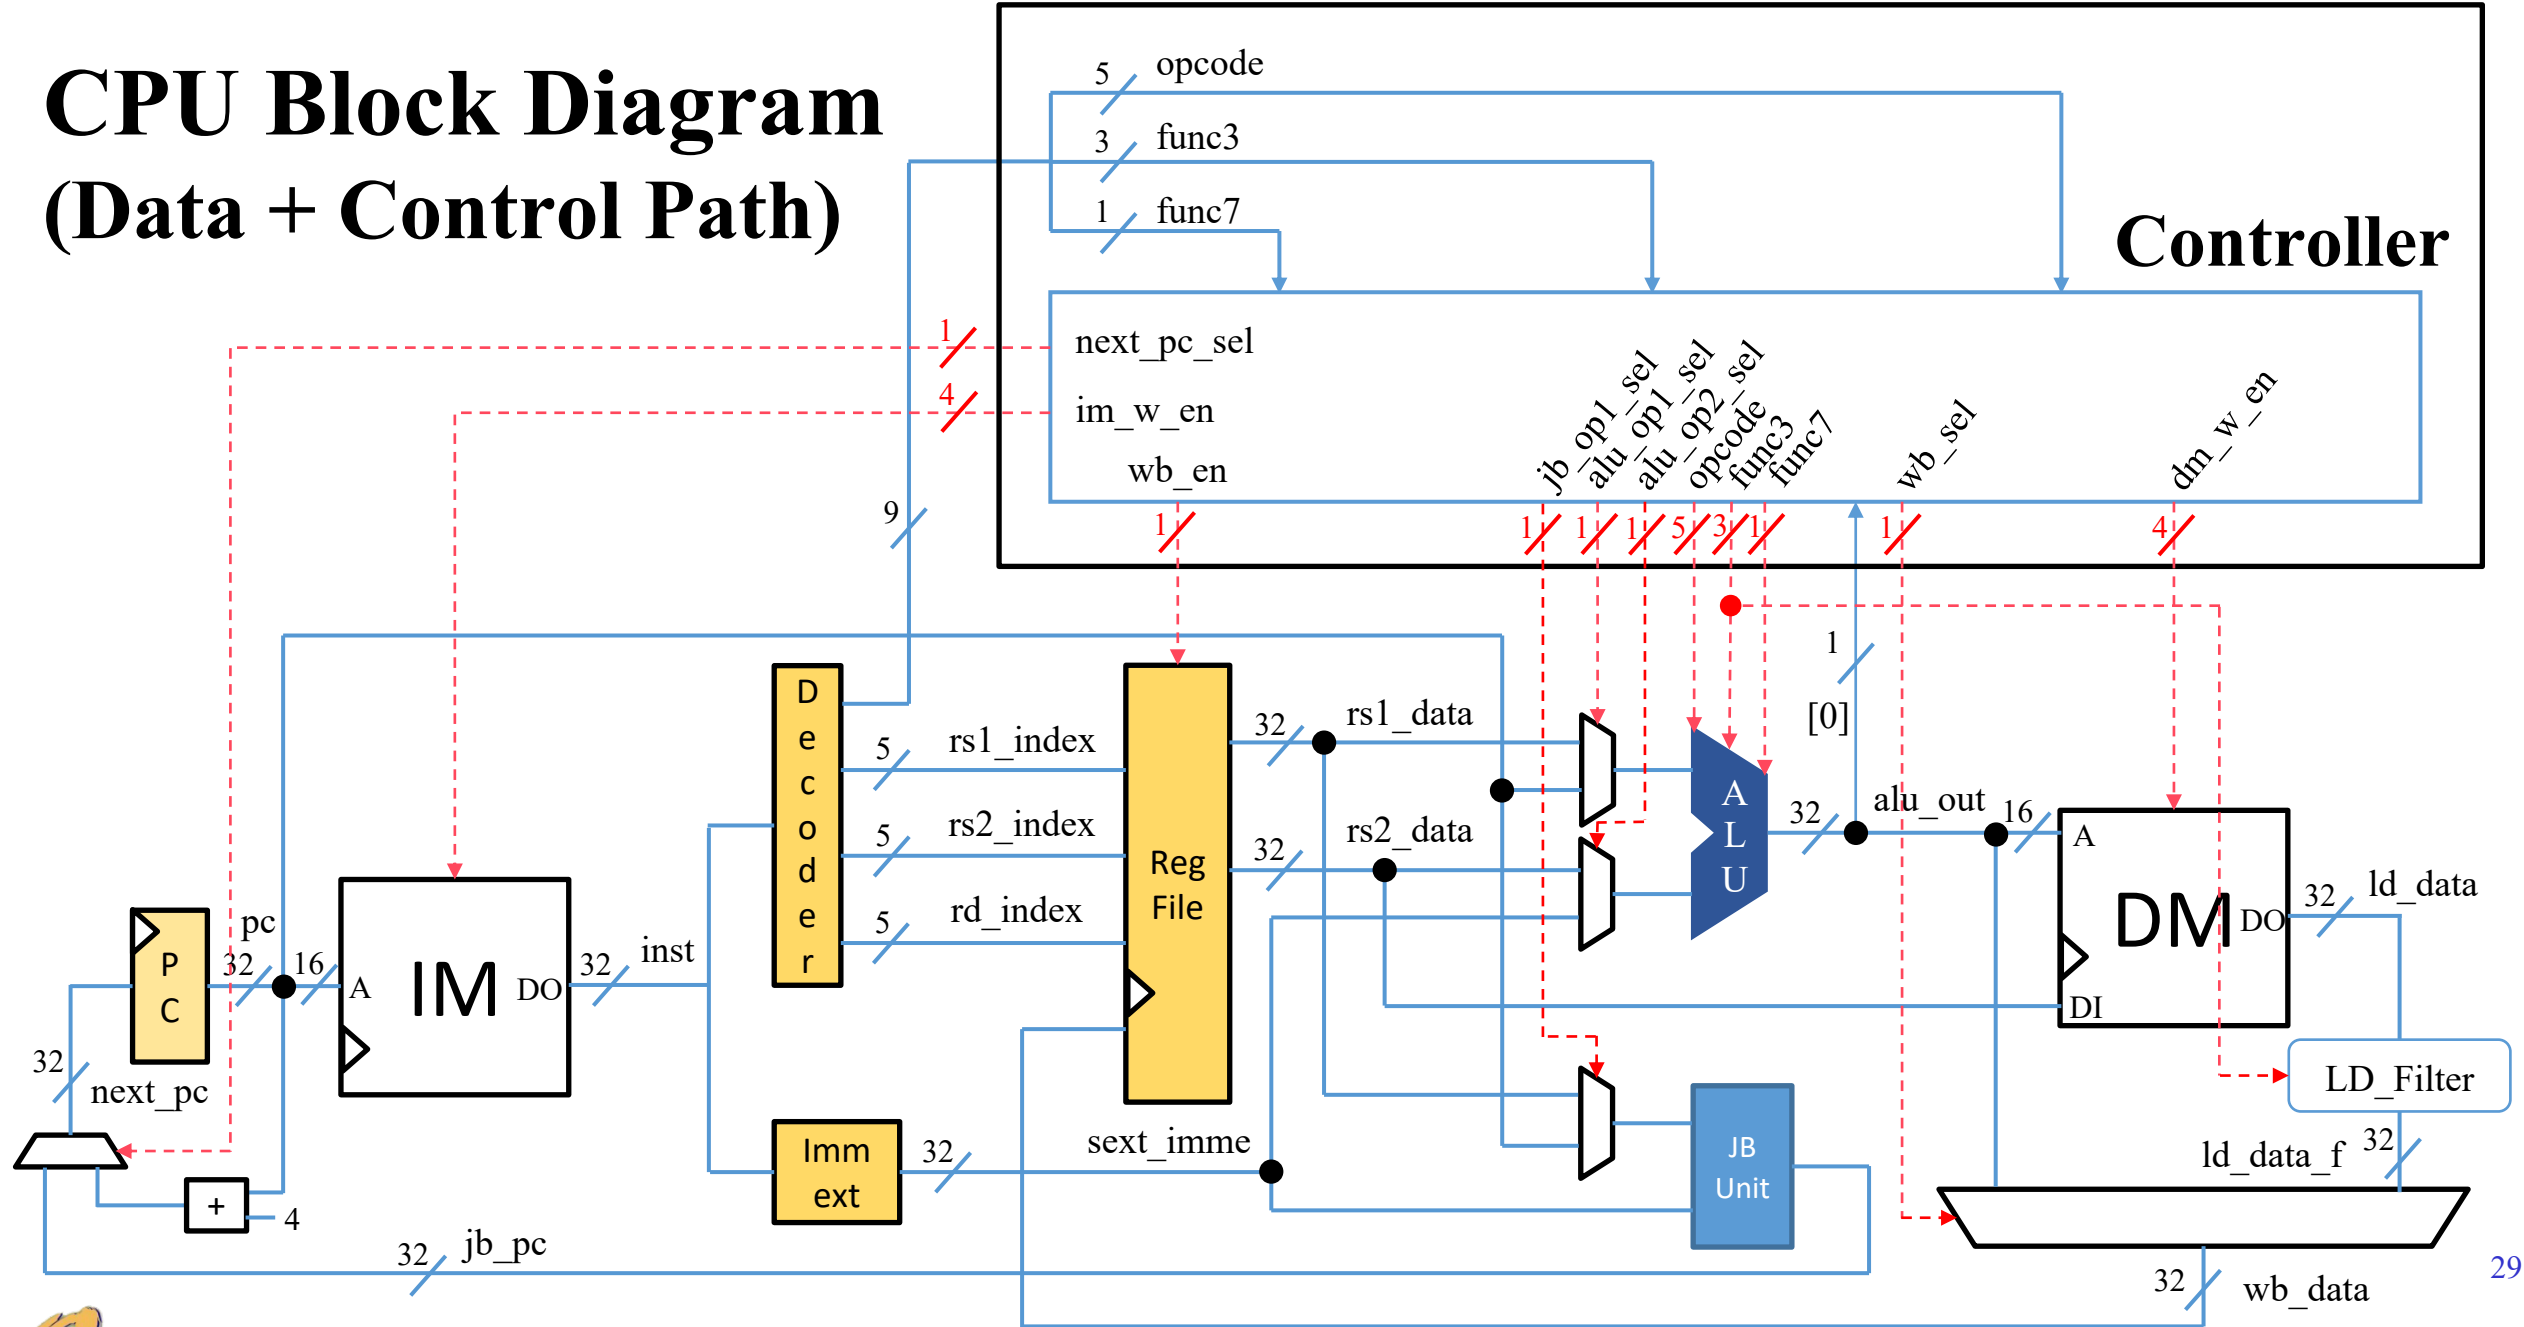 CPU Block Diagram
(Data + Control Path)
5 opcode
3 func3
1 func7
Controller
1 next_pc_sel
4 im_w_en
wb_en
jb_op1_sel
alu_op1_sel
alu_op2_sel
opcode
func3
func7
wb_sel
dm_w_en
1
1
1
1
5
3
1
1
4
9
1
[0]
Decoder
5 rs1_index
5 rs2_index
5 rd_index
Reg
File
32 rs1_data
32 rs2_data
ALU
32 alu_out 16
A
DM
DO
DI
32 ld_data
LD_Filter
ld_data_f 32
PC
pc
32
16
A
IM
DO
32 inst
32
next_pc
+
4
Imm
ext
32
sext_imme
JB
Unit
32 jb_pc
32 wb_data
29